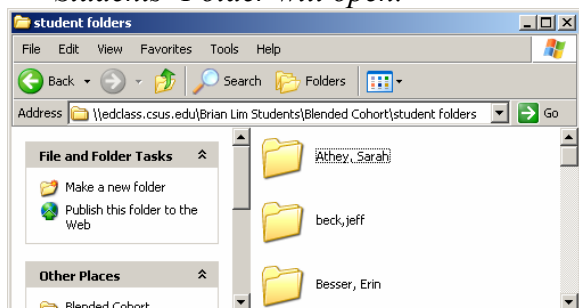 Students' Folder will open.
student folders
File Edit View Favorites Tools Help
Back Search Folders
Address \\edclass.csus.edu\Brian Lim Students\Blended Cohort\student folders Go
File and Folder Tasks
Make a new folder
Publish this folder to the
Web
Other Places
Blended Cohort
Athey, Sarah
beck,jeff
Besser, Erin